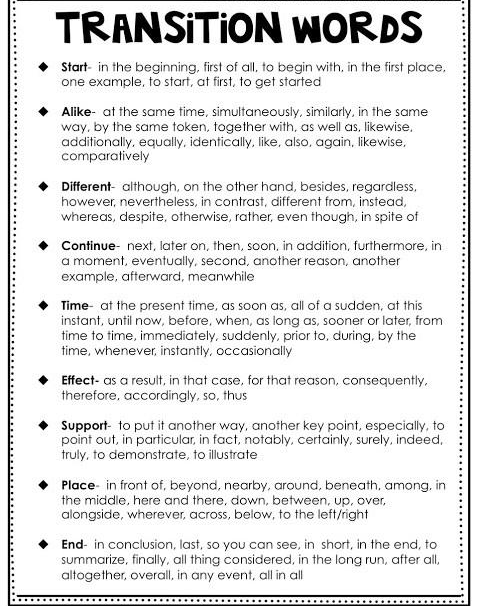 TRANSITION WORDS
◆ Start- in the beginning, first of all, to begin with, in the first place,
one example, to start, at first, to get started
◆ Alike- at the same time, simultaneously, similarly, in the same
way, by the same token, together with, as well as, likewise,
additionally, equally, identically, like, also, again, likewise,
comparatively
◆ Different- although, on the other hand, besides, regardless,
however, nevertheless, in contrast, different from, instead,
whereas, despite, otherwise, rather, even though, in spite of
◆ Continue- next, later on, then, soon, in addition, furthermore, in
a moment, eventually, second, another reason, another
example, afterward, meanwhile
◆ Time- at the present time, as soon as, all of a sudden, at this
instant, until now, before, when, as long as, sooner or later, from
time to time, immediately, suddenly, prior to, during, by the
time, whenever, instantly, occasionally
◆ Effect- as a result, in that case, for that reason, consequently,
therefore, accordingly, so, thus
◆ Support- to put it another way, another key point, especially, to
point out, in particular, in fact, notably, certainly, surely, indeed,
truly, to demonstrate, to illustrate
◆ Place- in front of, beyond, nearby, around, beneath, among, in
the middle, here and there, down, between, up, over,
alongside, wherever, across, below, to the left/right
◆ End- in conclusion, last, so you can see, in short, in the end, to
summarize, finally, all thing considered, in the long run, after all,
altogether, overall, in any event, all in all